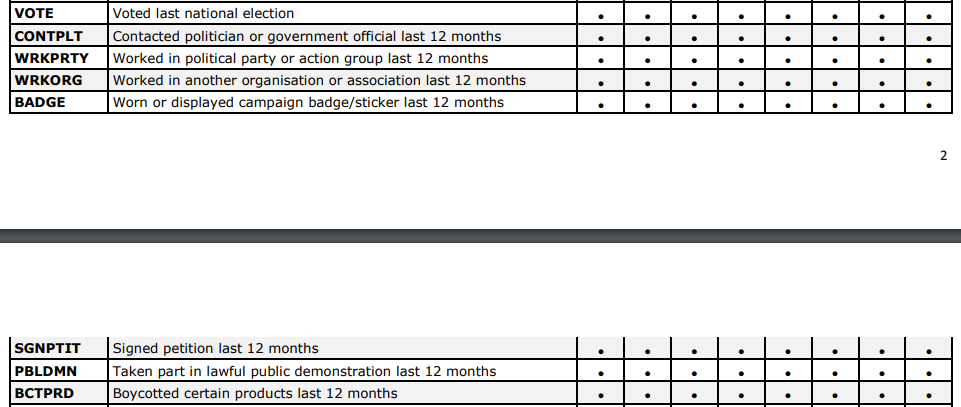 VOTE Voted last national election • • • • • • • •
CONTPLT Contacted politician or government official last 12 months • • • • • • • •
WRKPRTY Worked in political party or action group last 12 months • • • • • • • •
WRKORG Worked in another organisation or association last 12 months • • • • • • • •
BADGE Worn or displayed campaign badge/sticker last 12 months • • • • • • • •
2
SGNPTIT Signed petition last 12 months • • • • • • • •
PBLDMN Taken part in lawful public demonstration last 12 months • • • • • • • •
BCTPRD Boycotted certain products last 12 months • • • • • • • •